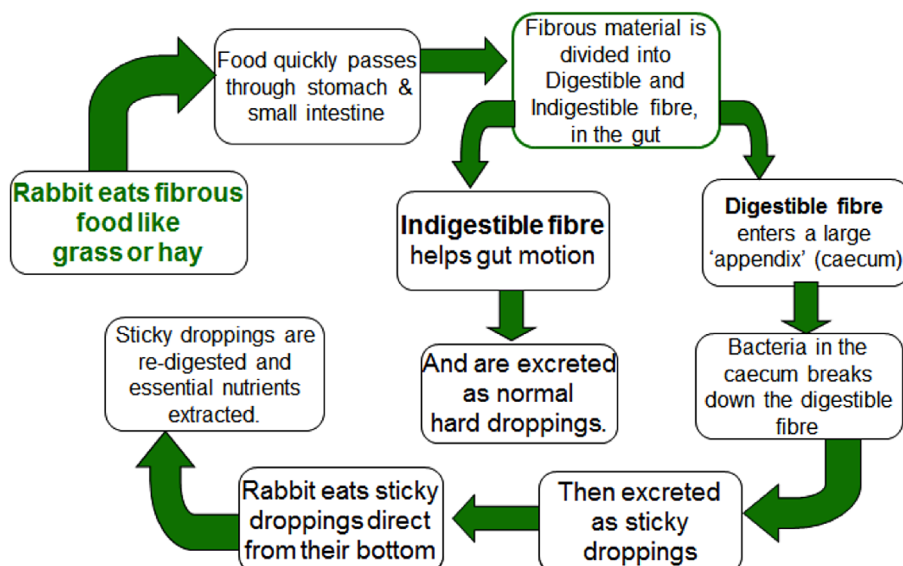 Rabbit eats fibrous
food like
grass or hay
Food quickly passes
through stomach &
small intestine
Fibrous material is
divided into
Digestible and
Indigestible fibre,
in the gut
Indigestible fibre
helps gut motion
And are excreted
as normal
hard droppings.
Digestible fibre
enters a large
‘appendix’ (caecum)
Bacteria in the
caecum breaks
down the digestible
fibre
Then excreted
as sticky
droppings
Rabbit eats sticky
droppings direct
from their bottom
Sticky droppings are
re-digested and
essential nutrients
extracted.